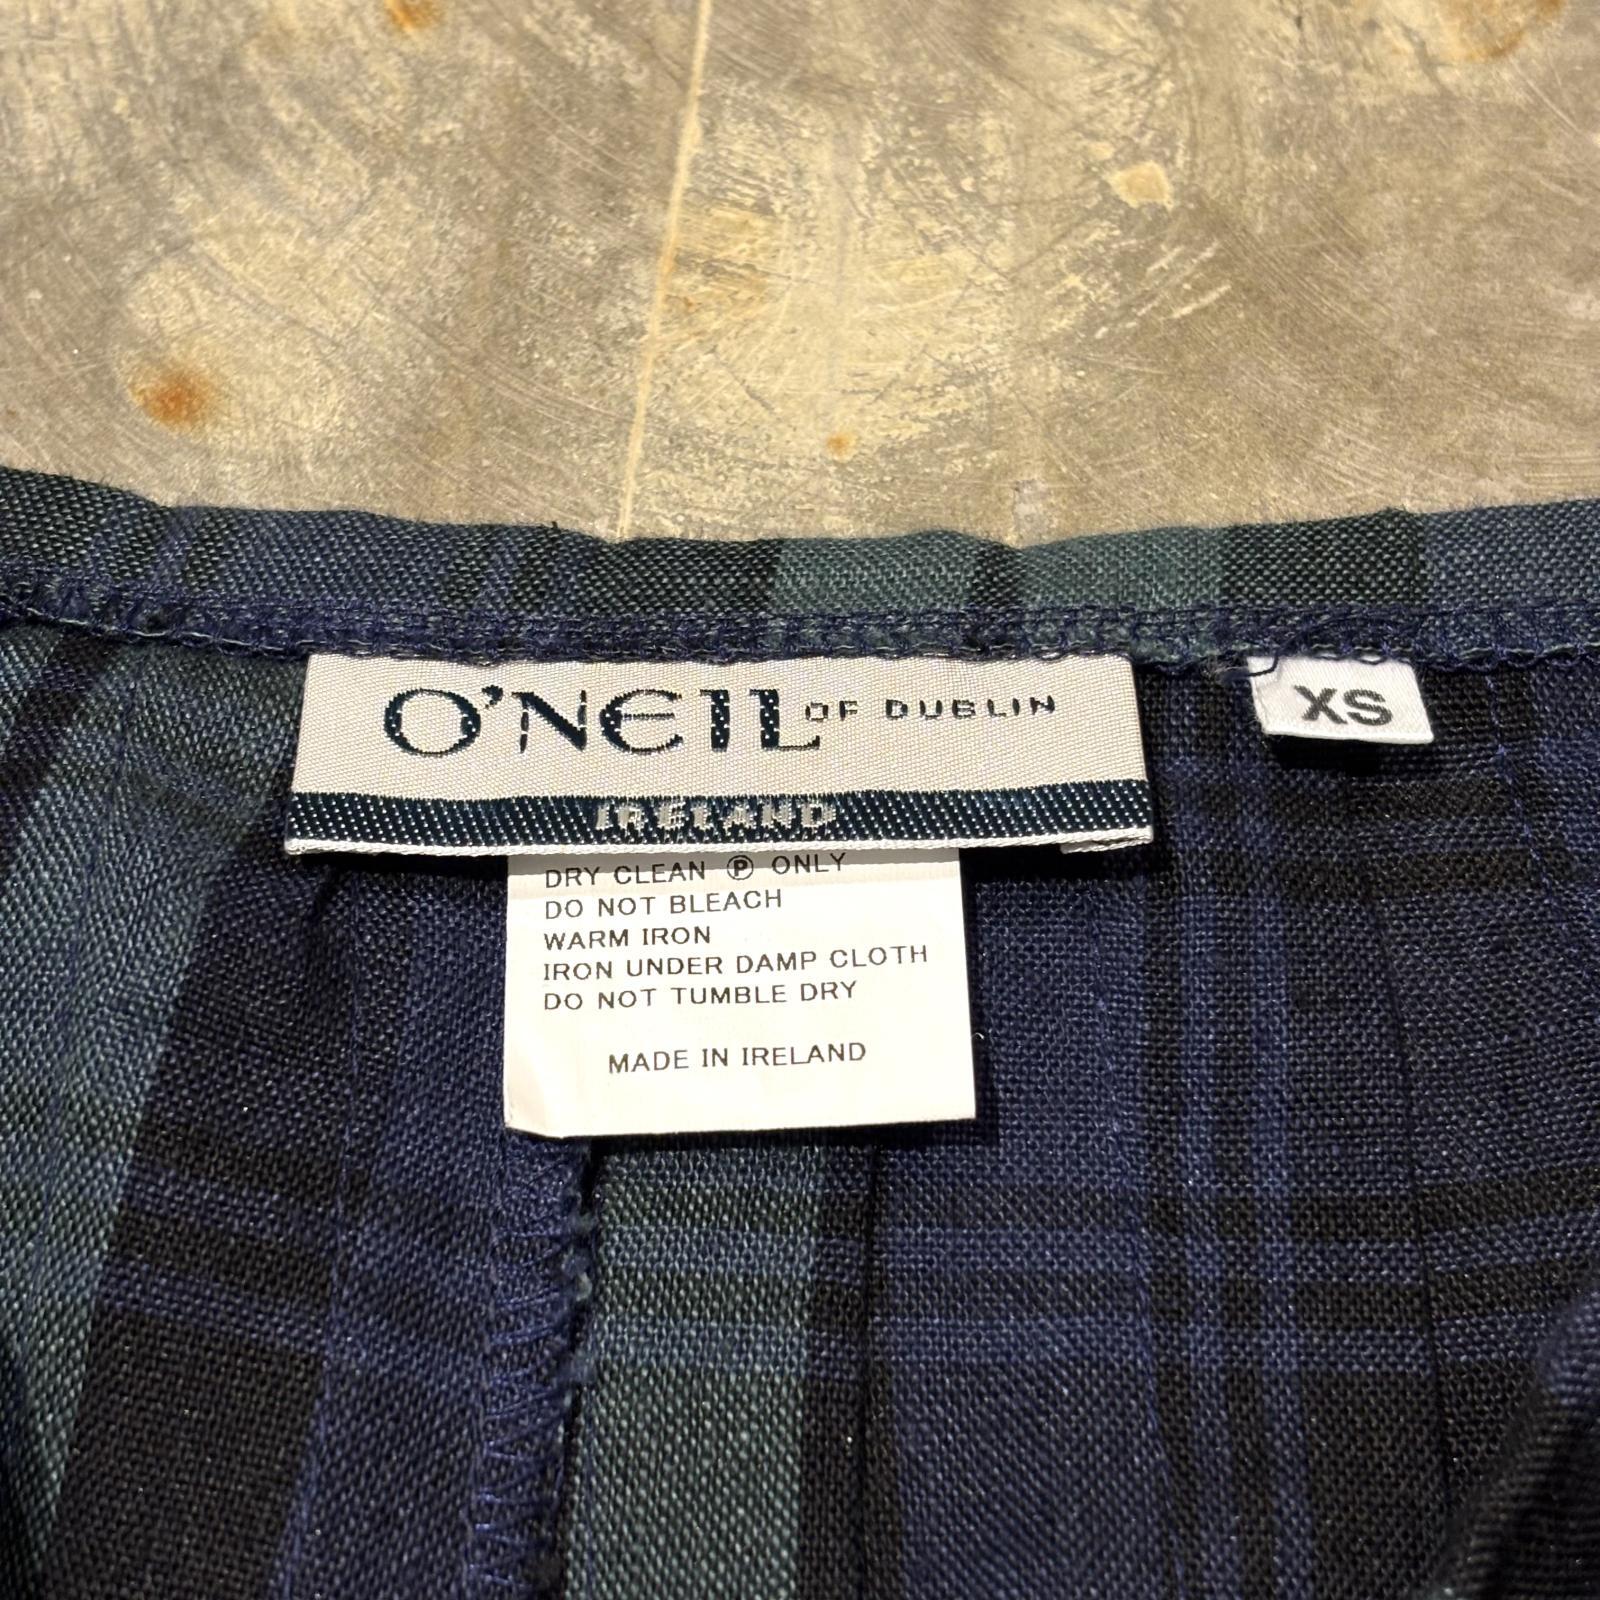 O'NEIL OF DUBLIN
IRELAND
XS
DRY CLEAN Ⓟ ONLY
DO NOT BLEACH
WARM IRON
IRON UNDER DAMP CLOTH
DO NOT TUMBLE DRY
MADE IN IRELAND